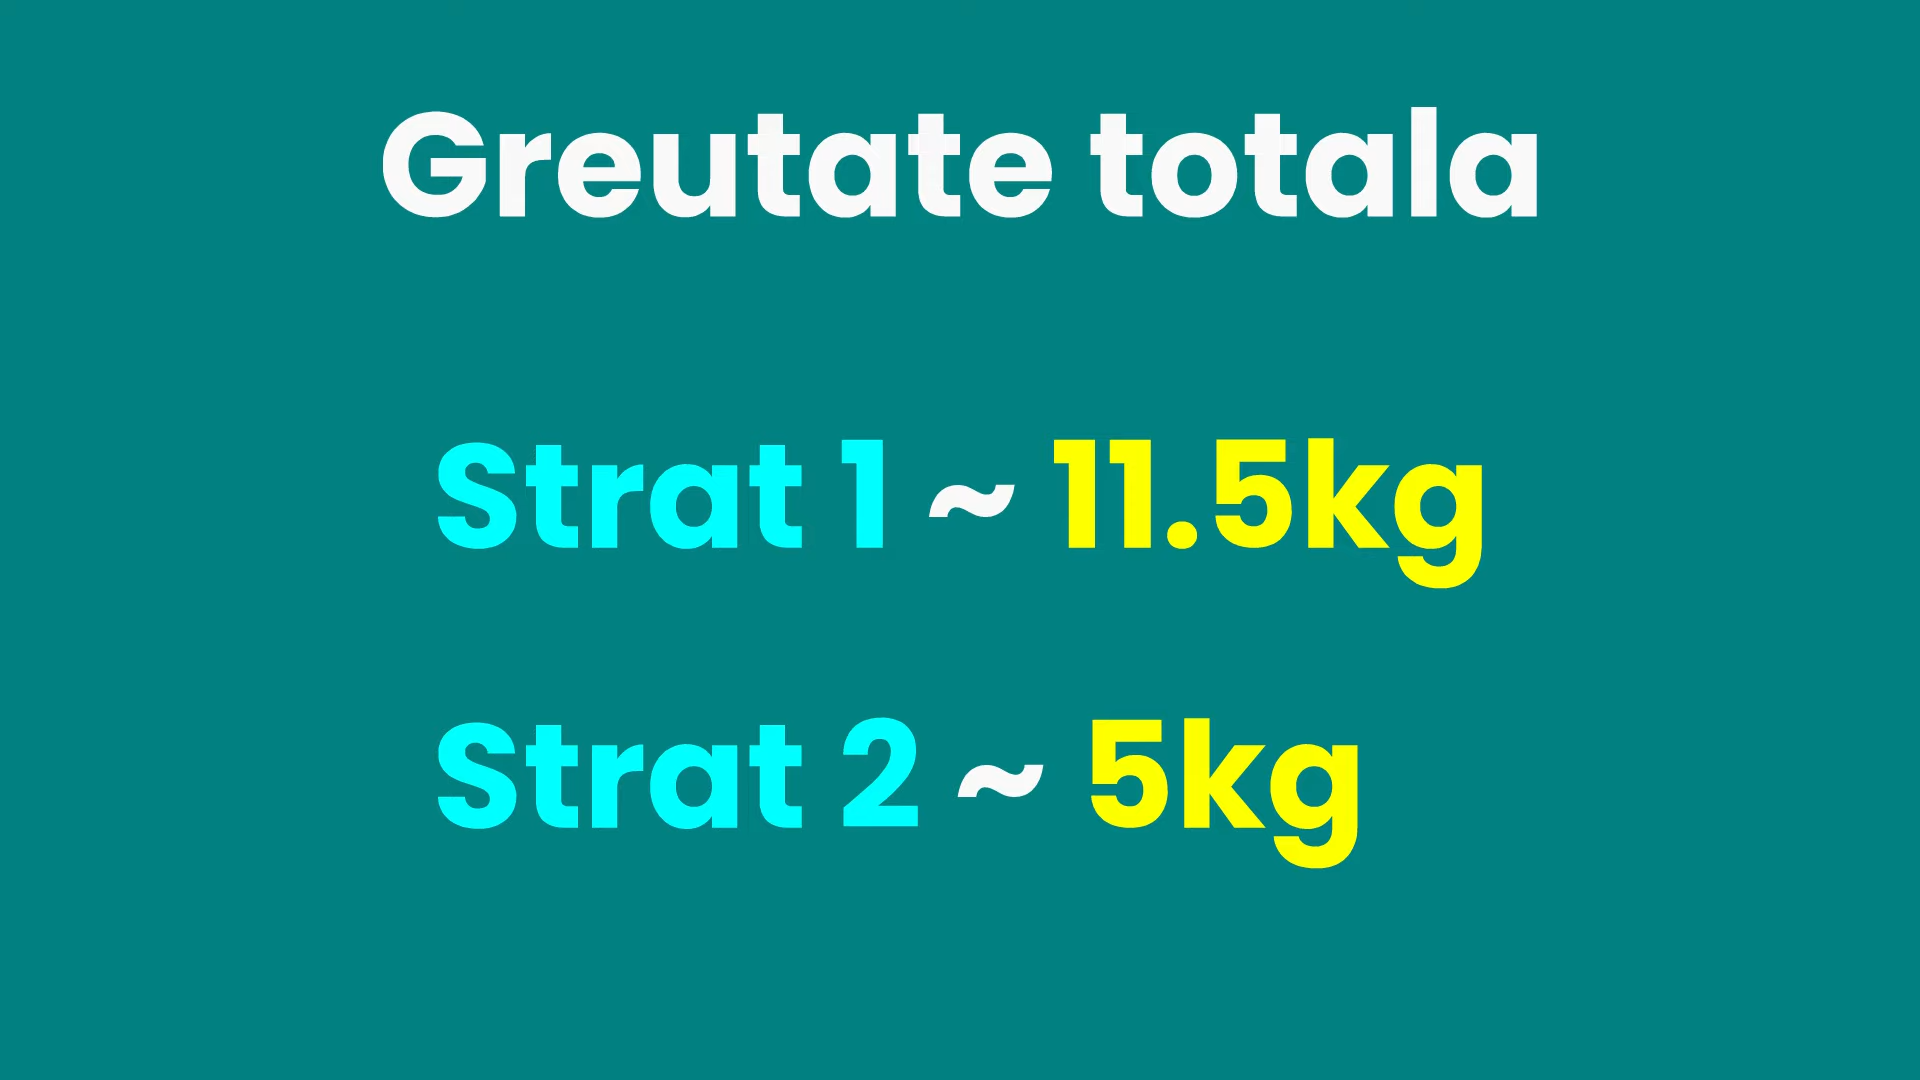 Greutate totala
Strat 1 ~ 11.5kg
Strat 2 ~ 5kg